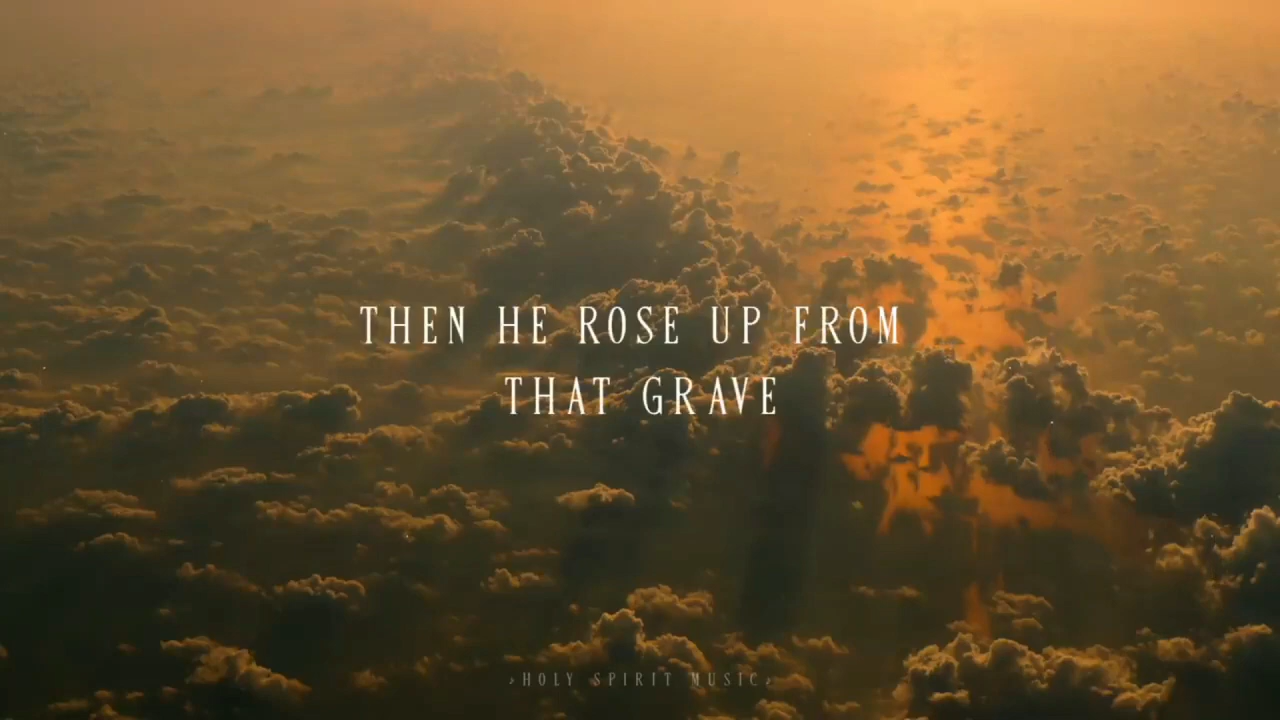 THEN HE ROSE UP FROM
THAT GRAVE
›HOLY SPIRIT MUSIC›